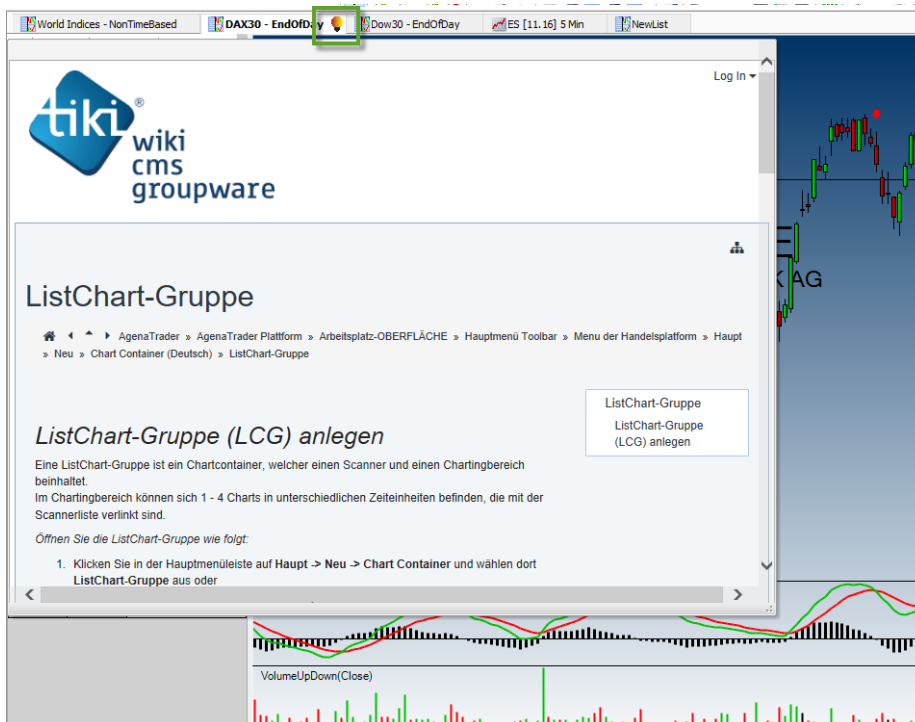 World Indices - NonTimeBased
DAX30 - EndOfDay
Dow30 - EndOfDay
ES [11.16] 5 Min
NewList
Log In
tiki®
wiki
cms
groupware
ListChart-Gruppe
AgenaTrader » AgenaTrader Plattform » Arbeitsplatz-OBERFLÄCHE » Hauptmenü Toolbar » Menu der Handelsplatform » Haupt
» Neu » Chart Container (Deutsch) » ListChart-Gruppe
ListChart-Gruppe
ListChart-Gruppe
(LCG) anlegen
ListChart-Gruppe (LCG) anlegen
Eine ListChart-Gruppe ist ein Chartcontainer, welcher einen Scanner und einen Chartingbereich
beinhaltet.
Im Chartingbereich können sich 1 - 4 Charts in unterschiedlichen Zeiteinheiten befinden, die mit der
Scannerliste verlinkt sind.
Öffnen Sie die ListChart-Gruppe wie folgt:
1. Klicken Sie in der Hauptmenüleiste auf Haupt -> Neu -> Chart Container und wählen dort
ListChart-Gruppe aus oder
AG
VolumeUpDown(Close)